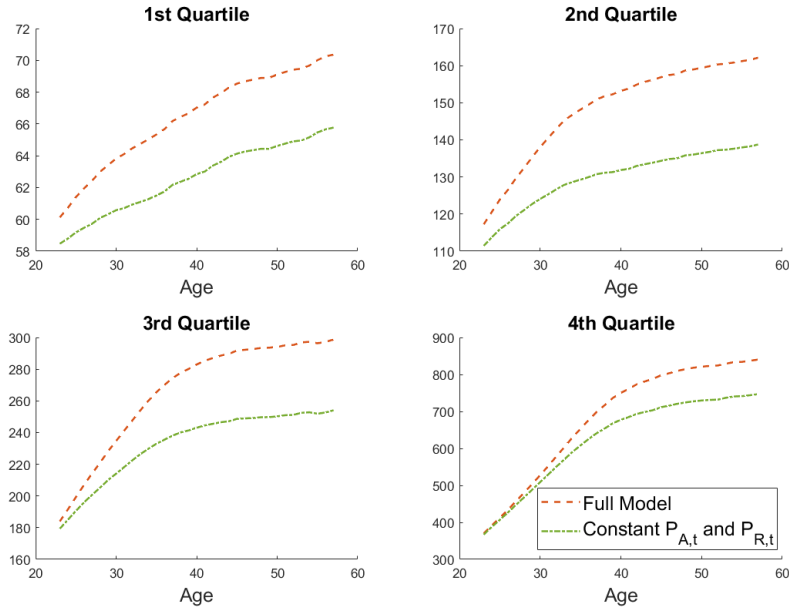 1st Quartile
72
70
68
66
64
62
60
58
20 30 40 50 60
Age
2nd Quartile
170
160
150
140
130
120
110
20 30 40 50 60
Age
3rd Quartile
300
280
260
240
220
200
180
160
20 30 40 50 60
Age
4th Quartile
900
800
700
600
500
400
300
20 30 40 50 60
Age
Full Model
Constant P_A,t and P_R,t